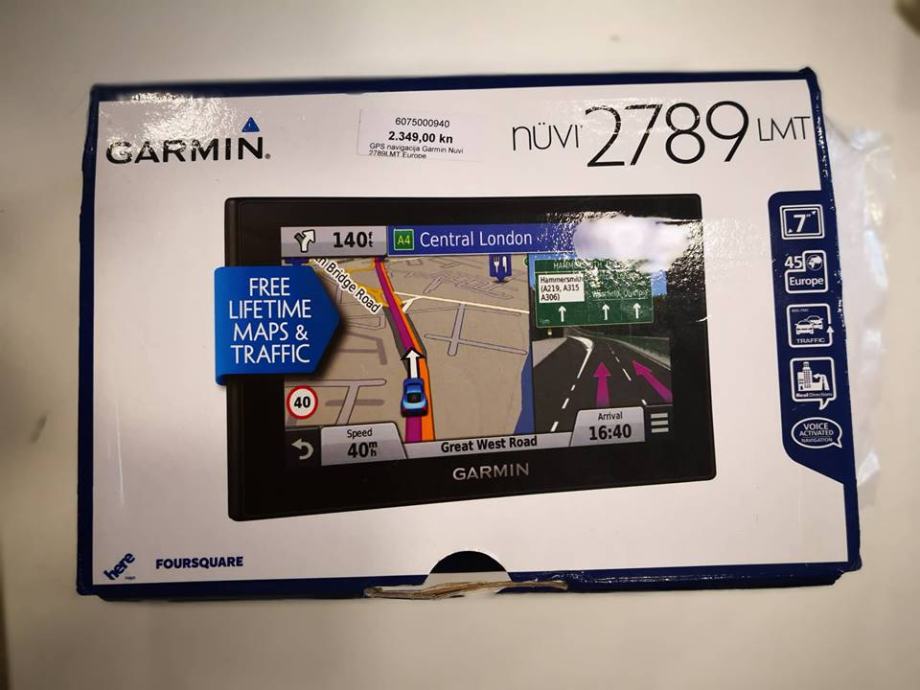 GARMIN
6075000940
2.349,00 kn
GPS navigacija Garmin Nuvi
2789LMT Europe
nüvi 2789 LMT
FREE
LIFETIME
MAPS &
TRAFFIC
140ft
A4 Central London
Bridge Road
Hammersmith
(A219, A315
A306)
40
Speed
40mh
Great West Road
Arrival
16:40
GARMIN
7"
45
Europe
TRAFFIC
Real Directions
VOICE
ACTIVATED
NAVIGATION
here
maps
FOURSQUARE